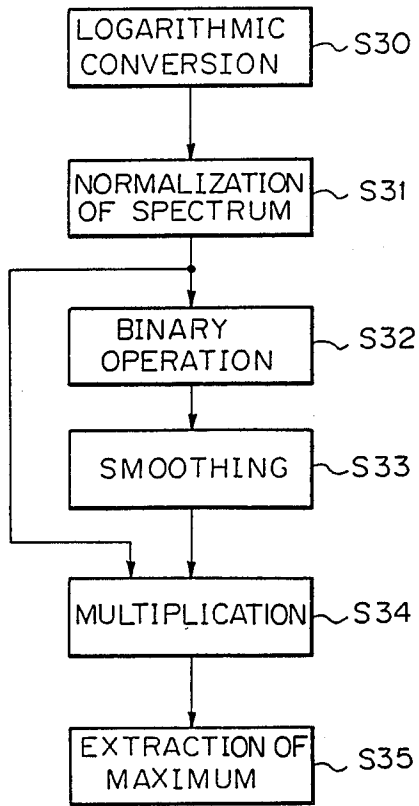 LOGARITHMIC
CONVERSION
S30
NORMALIZATION
OF SPECTRUM
S31
BINARY
OPERATION
S32
SMOOTHING
S33
MULTIPLICATION
S34
EXTRACTION OF
MAXIMUM
S35